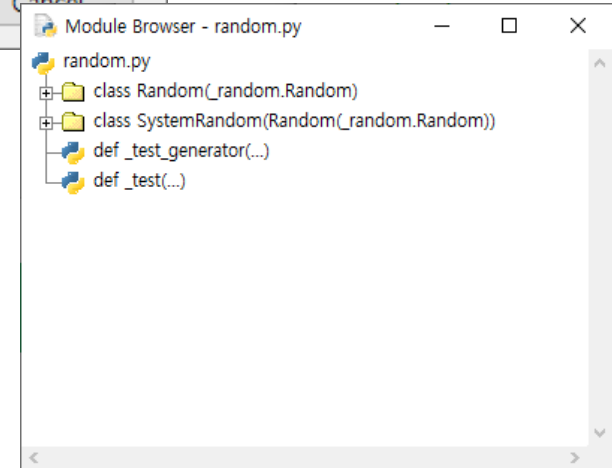 Cancel
Module Browser - random.py
random.py
class Random(_random.Random)
class SystemRandom(Random(_random.Random))
def _test_generator(...)
def _test(...)